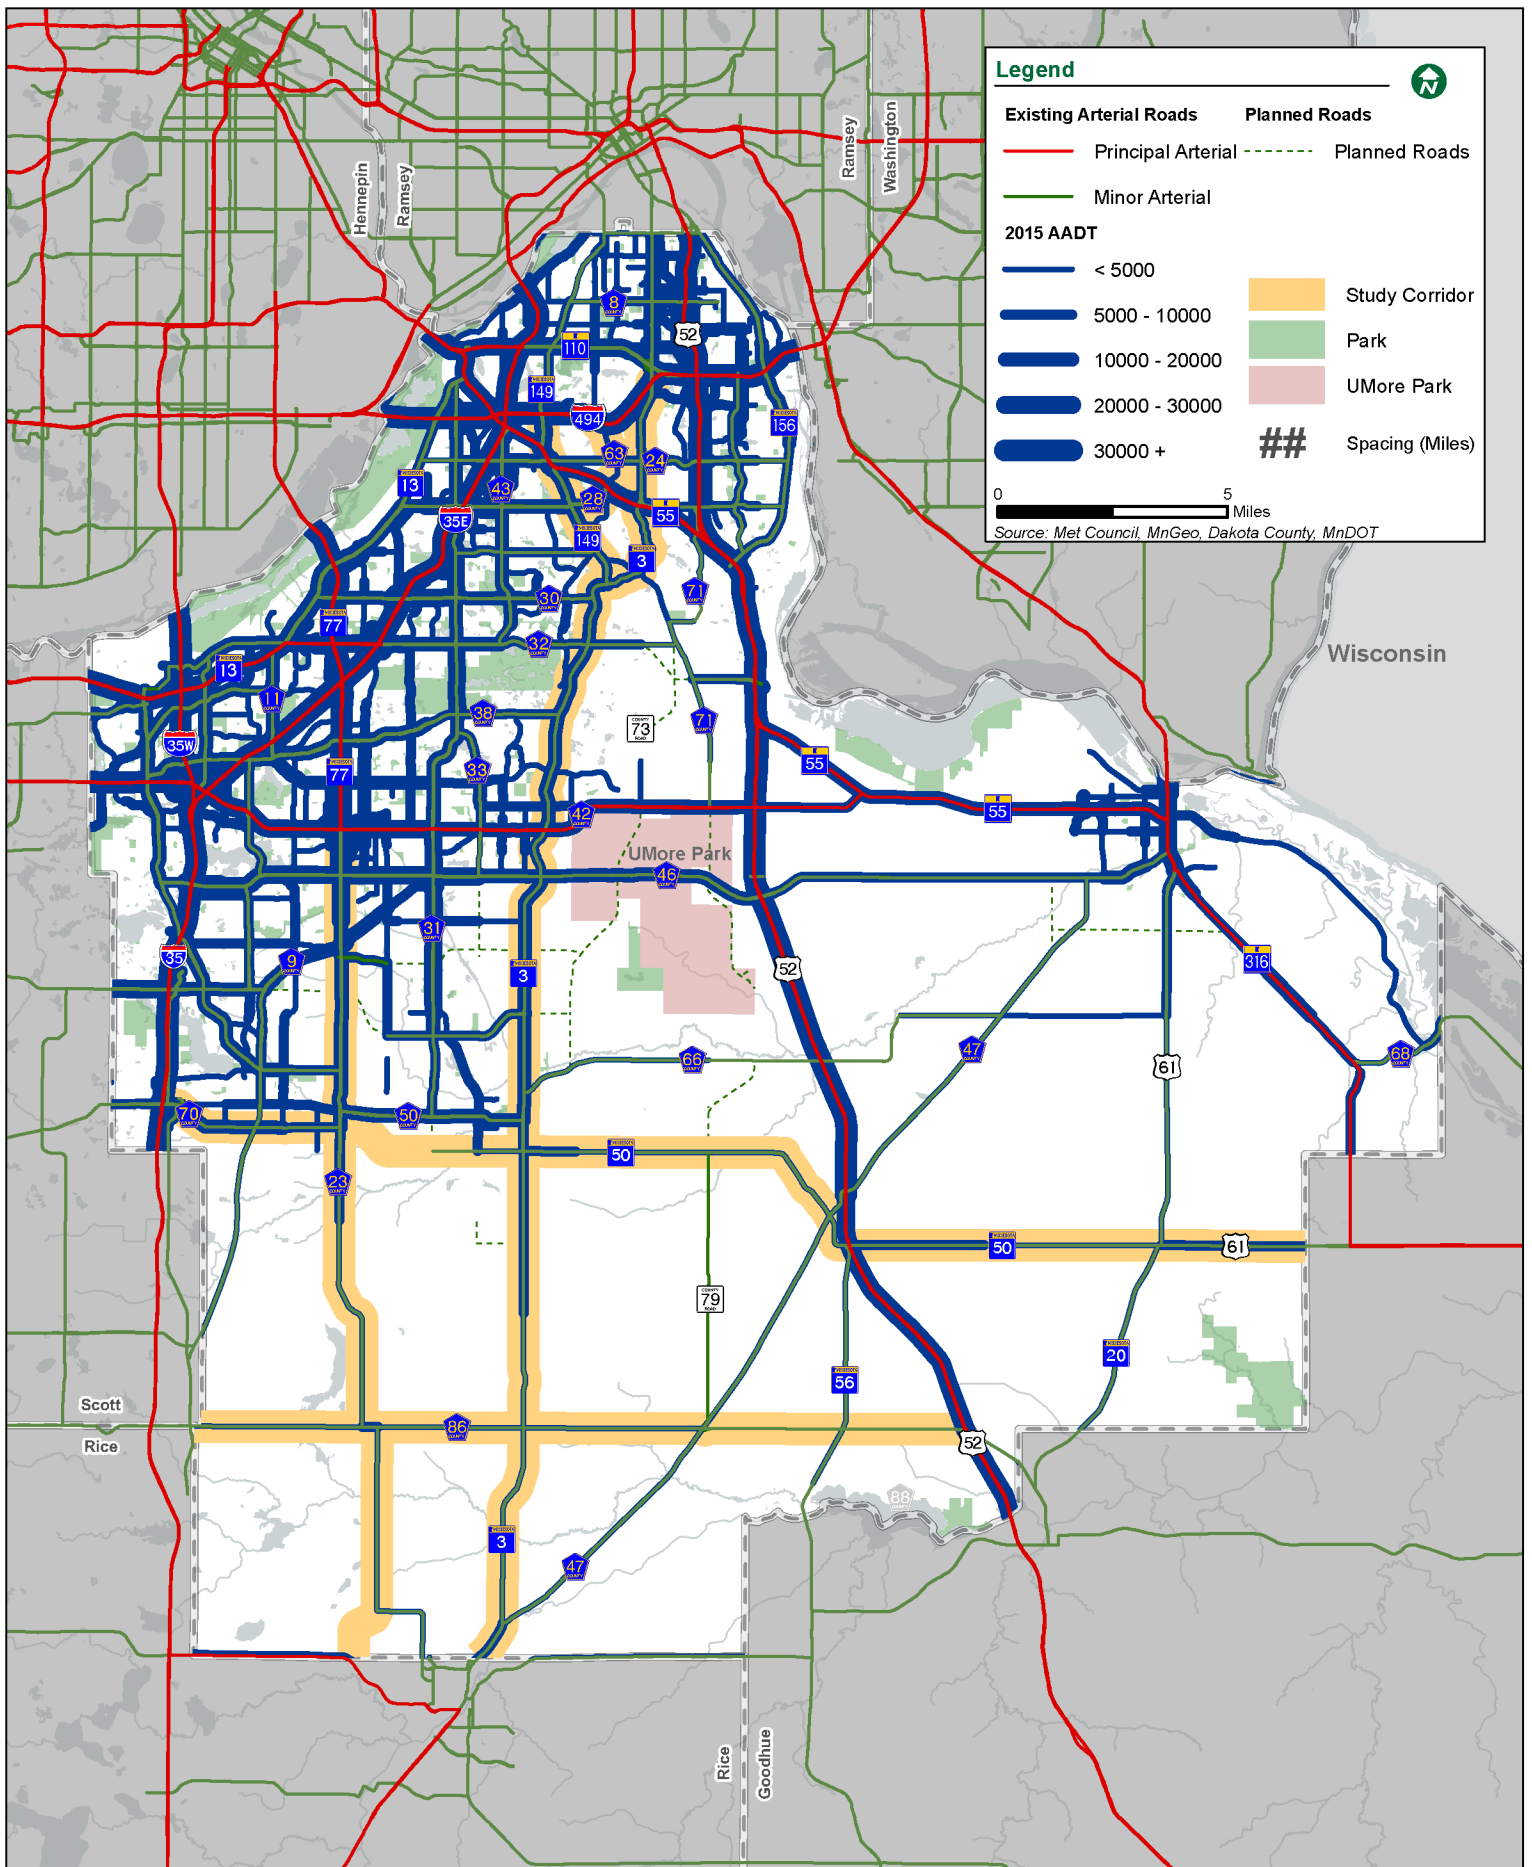 Legend
N
Existing Arterial Roads
Planned Roads
Principal Arterial
Planned Roads
Minor Arterial
2015 AADT
< 5000
5000 - 10000
10000 - 20000
20000 - 30000
30000 +
Study Corridor
Park
UMore Park
## Spacing (Miles)
0 5
Miles
Source: Met Council, MnGeo, Dakota County, MnDOT
Hennepin
Ramsey
Ramsey
Washington
8
52
110
149
494
156
63
24
13
43
28
55
35E
149
3
71
30
77
32
13
Wisconsin
11
38
71
COUNTY
73
ROAD
35W
55
33
77
55
42
UMore Park
46
31
9
35
3
52
316
66
47
68
61
70
50
50
23
50
61
COUNTY
79
ROAD
20
56
Scott
Rice
86
52
88
3
47
Rice
Goodhue